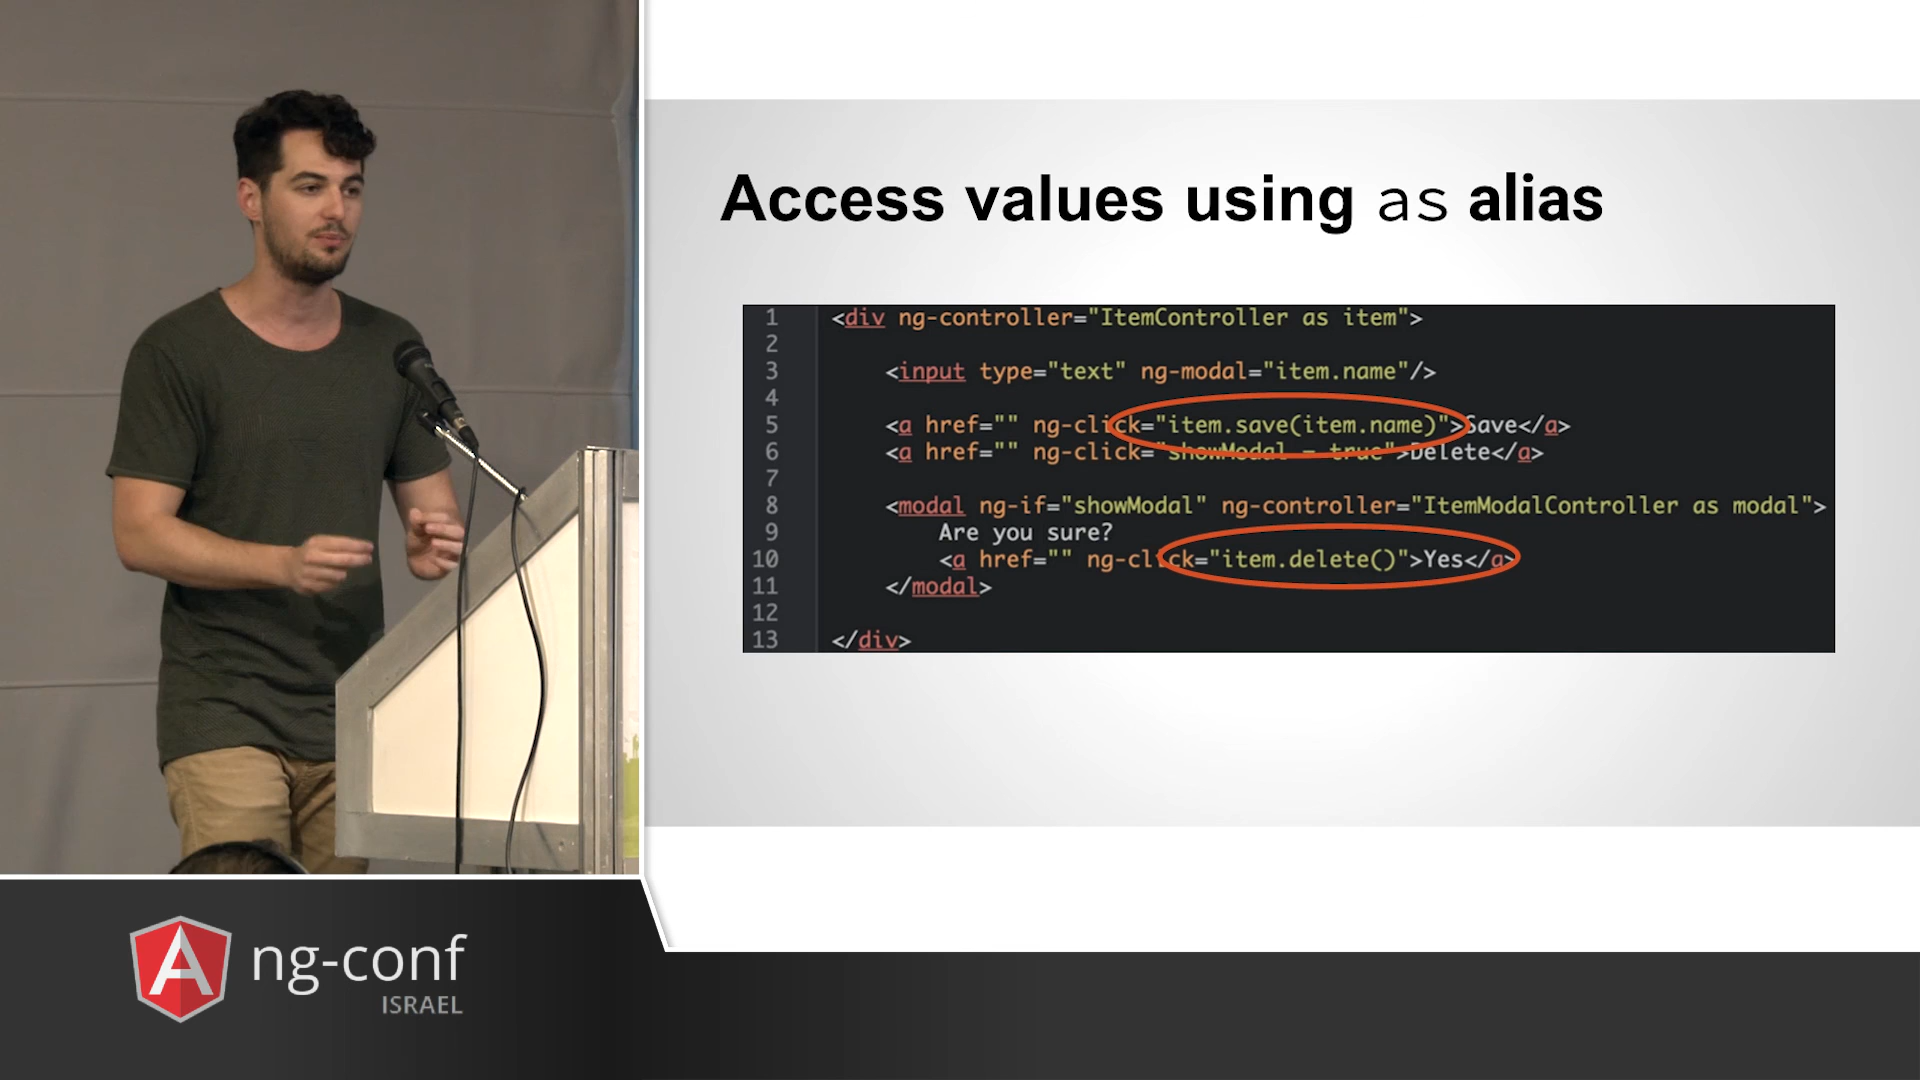 Access values using as alias
1 <div ng-controller="ItemController as item">
2
3 <input type="text" ng-modal="item.name"/>
4
5 <a href="" ng-click="item.save(item.name)">Save</a>
6 <a href="" ng-click="showModal = true">Delete</a>
7
8 <modal ng-if="showModal" ng-controller="ItemModalController as modal">
9 Are you sure?
10 <a href="" ng-click="item.delete()">Yes</a>
11 </modal>
12
13 </div>
A ng-conf
ISRAEL